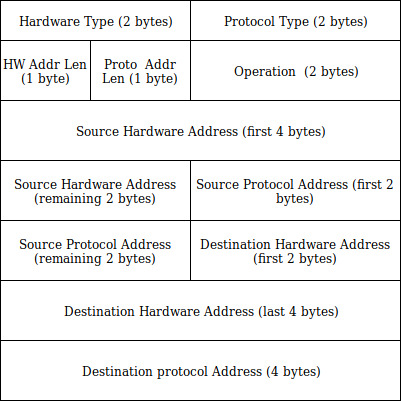 Hardware Type (2 bytes)
Protocol Type (2 bytes)
HW Addr Len
(1 byte)
Proto  Addr
Len (1 byte)
Operation  (2 bytes)
Source Hardware Address (first 4 bytes)
Source Hardware Address
(remaining 2 bytes)
Source Protocol Address (first 2
bytes)
Source Protocol Address
(remaining 2 bytes)
Destination Hardware Address
(first 2 bytes)
Destination Hardware Address (last 4 bytes)
Destination protocol Address (4 bytes)